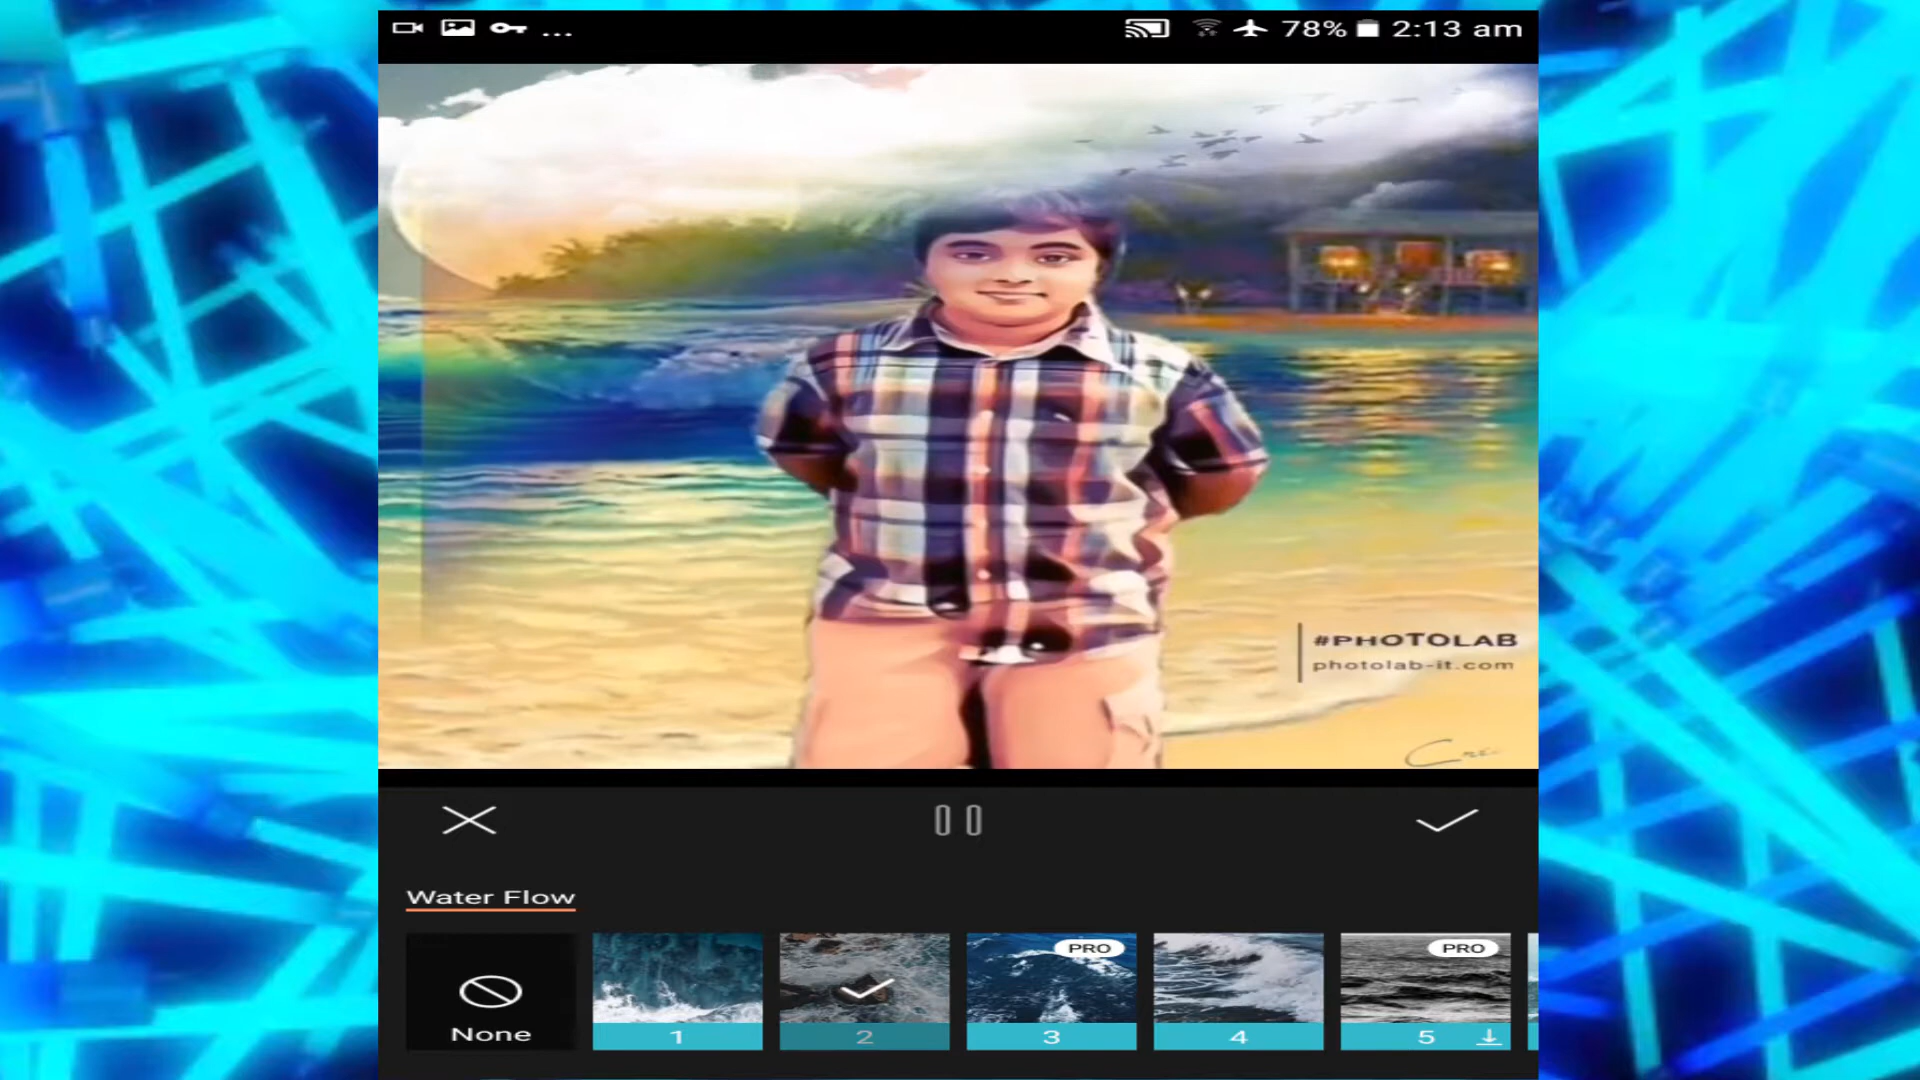 ... 78% 2:13 am
#PHOTOLAB
photolab-it.com
Water Flow
PRO PRO
None 1 2 3 4 5